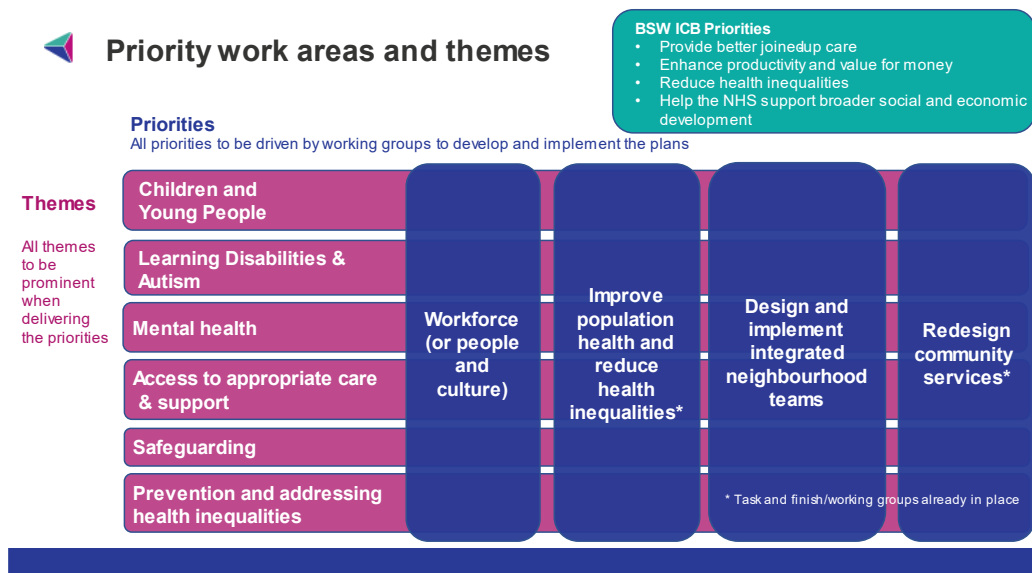 Priority work areas and themes
BSW ICB Priorities
• Provide better joined-up care
• Enhance productivity and value for money
• Reduce health inequalities
• Help the NHS support broader social and economic
development
Priorities
All priorities to be driven by working groups to develop and implement the plans
Themes
All themes
to be
prominent
when
delivering
the priorities
Children and
Young People
Learning Disabilities &
Autism
Mental health
Access to appropriate care
& support
Safeguarding
Prevention and addressing
health inequalities
Workforce
(or people
and
culture)
Improve
population
health and
reduce
health
inequalities*
Design and
implement
integrated
neighbourhood
teams
Redesign
community
services*
* Task and finish/working groups already in place